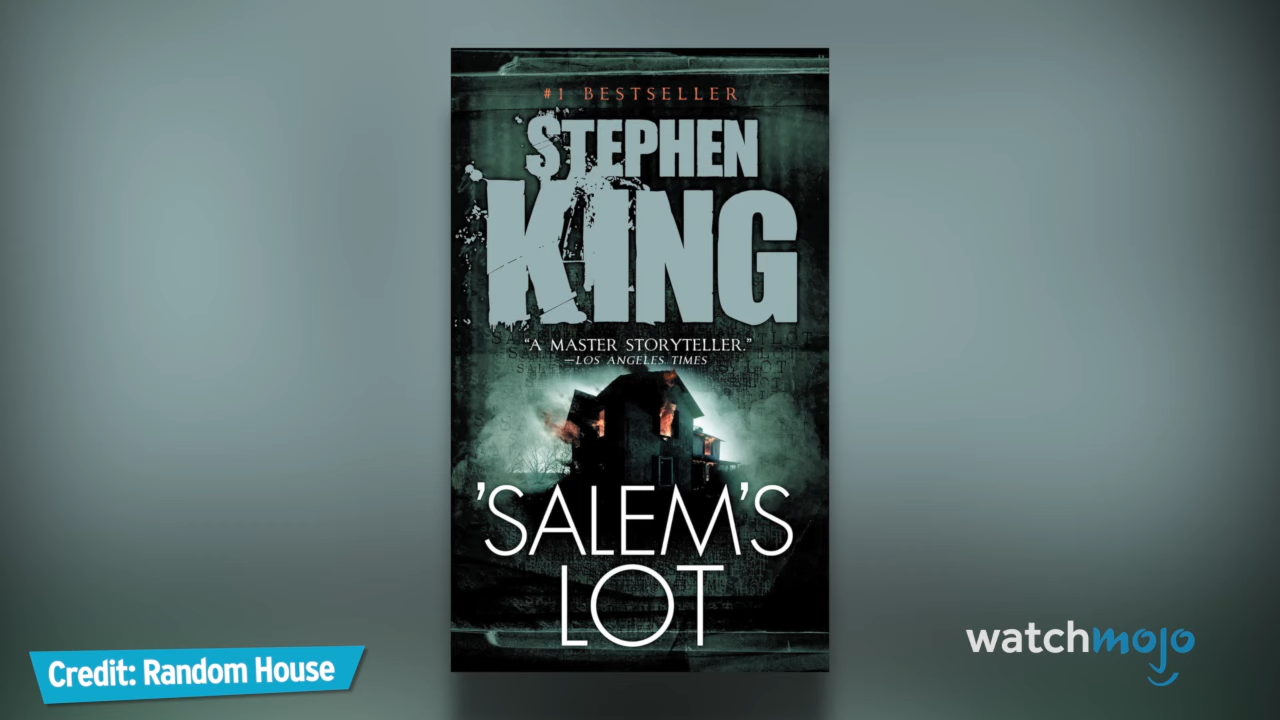 #1 BESTSELLER
STEPHEN
KING
“A MASTER STORYTELLER.”
—LOS ANGELES TIMES
’SALEM’S
LOT
Credit: Random House
watchmojo